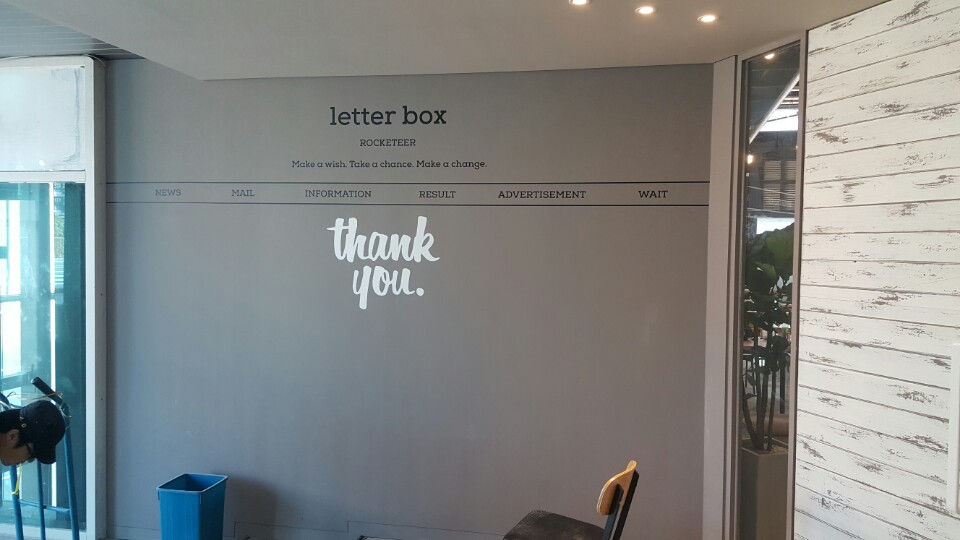 letter box
ROCKETEER
Make a wish. Take a chance. Make a change.
NEWS MAIL INFORMATION RESULT ADVERTISEMENT WAIT
thank
you.